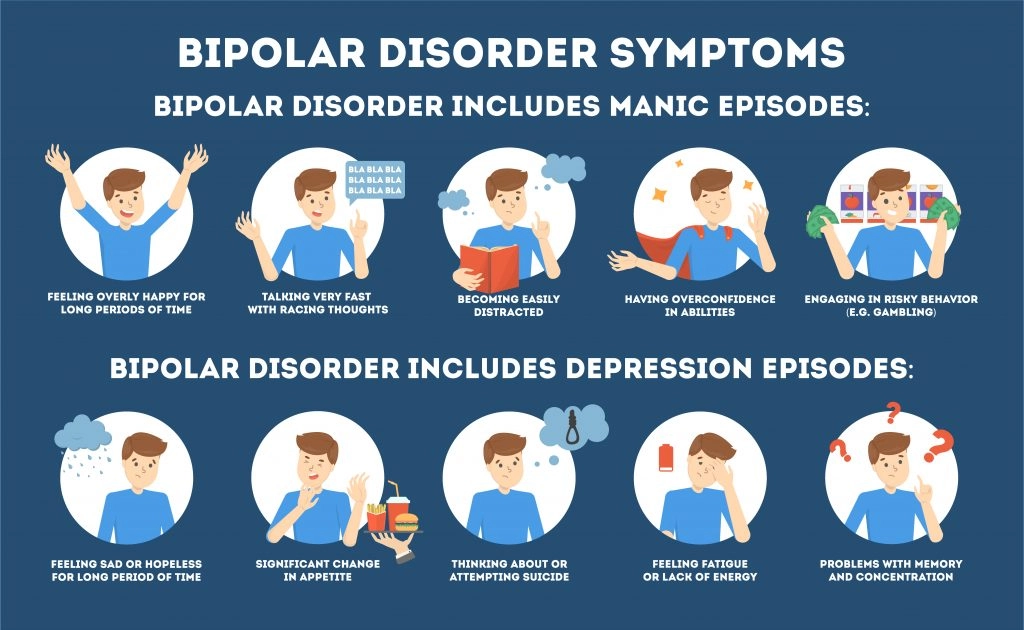 BIPOLAR DISORDER SYMPTOMS
BIPOLAR DISORDER INCLUDES MANIC EPISODES:
BLA BLA BLA
BLA BLA BLA
BLA BLA BLA
FEELING OVERLY HAPPY FOR
LONG PERIODS OF TIME
TALKING VERY FAST
WITH RACING THOUGHTS
BECOMING EASILY
DISTRACTED
HAVING OVERCONFIDENCE
IN ABILITIES
ENGAGING IN RISKY BEHAVIOR
(E.G. GAMBLING)
BIPOLAR DISORDER INCLUDES DEPRESSION EPISODES:
FEELING SAD OR HOPELESS
FOR LONG PERIOD OF TIME
SIGNIFICANT CHANGE
IN APPETITE
THINKING ABOUT OR
ATTEMPTING SUICIDE
FEELING FATIGUE
OR LACK OF ENERGY
PROBLEMS WITH MEMORY
AND CONCENTRATION